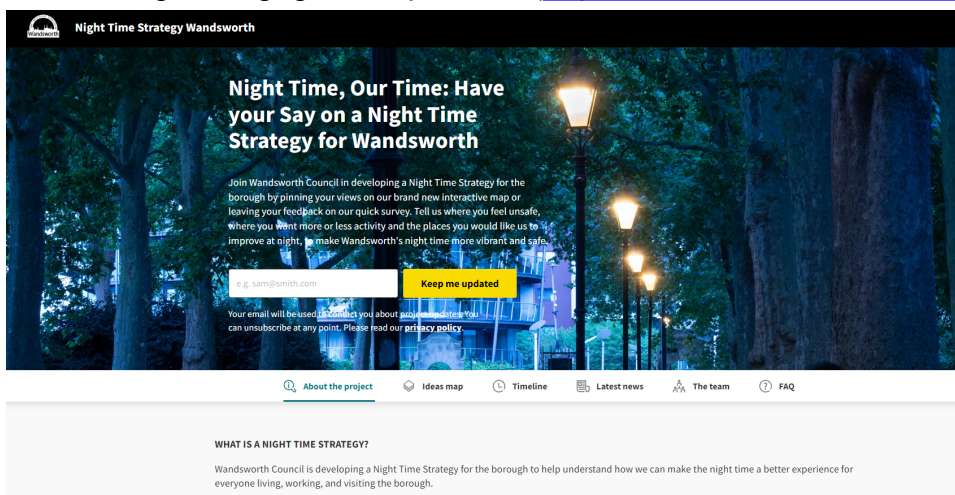 Wandsworth
Night Time Strategy Wandsworth
Night Time, Our Time: Have
your Say on a Night Time
Strategy for Wandsworth
Join Wandsworth Council in developing a Night Time Strategy for the
borough by pinning your views on our brand new interactive map or
leaving your feedback on our quick survey. Tell us where you feel unsafe,
where you want more or less activity and the places you would like us to
improve at night, to make Wandsworth's night time more vibrant and safe.
e.g. sam@smith.com
Keep me updated
Your email will be used to contact you about project updates. You
can unsubscribe at any point. Please read our privacy policy.
About the project
Ideas map
Timeline
Latest news
The team
FAQ
WHAT IS A NIGHT TIME STRATEGY?
Wandsworth Council is developing a Night Time Strategy for the borough to help understand how we can make the night time a better experience for
everyone living, working, and visiting the borough.